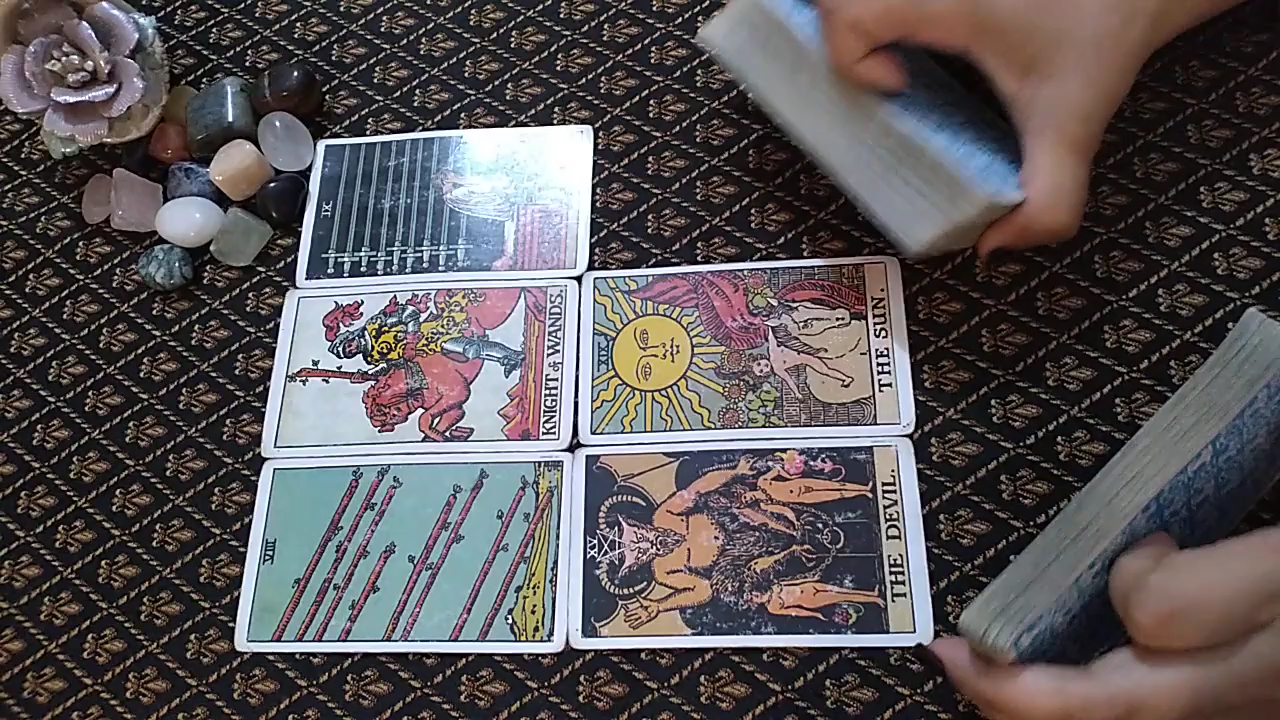 IX
KNIGHT of WANDS.
XIX
THE SUN.
VIII
XV
THE DEVIL.